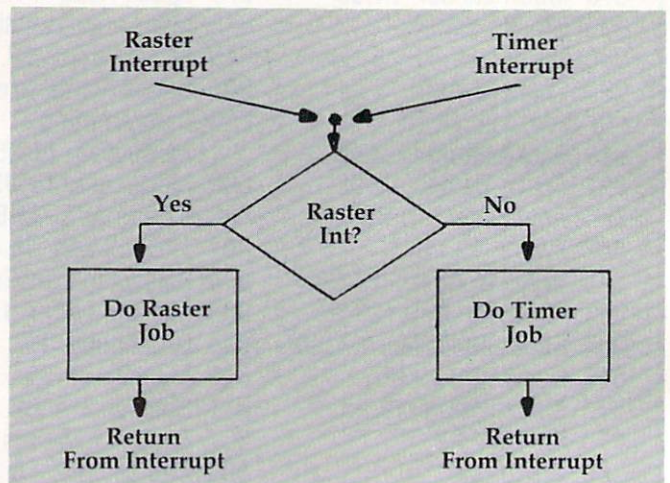 Raster
Interrupt
Timer
Interrupt
Raster
Int?
Yes
No
Do Raster
Job
Do Timer
Job
Return
From Interrupt
Return
From Interrupt